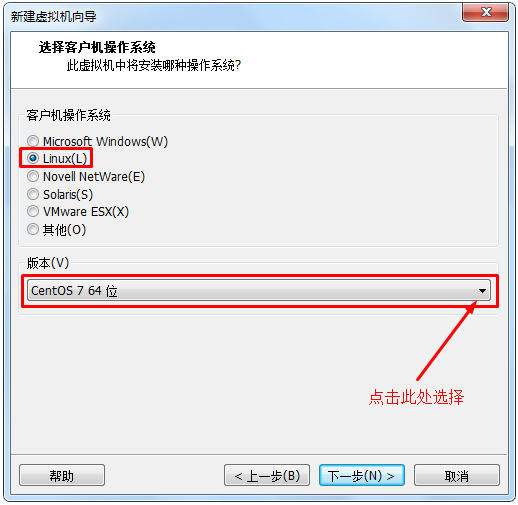 新建虚拟机向导
选择客户机操作系统
此虚拟机中将安装哪种操作系统?
客户机操作系统
Microsoft Windows(W)
Linux(L)
Novell NetWare(E)
Solaris(S)
VMware ESX(X)
其他(O)
版本(V)
CentOS 7 64 位
点击此处选择
帮助
< 上一步(B)
下一步(N) >
取消